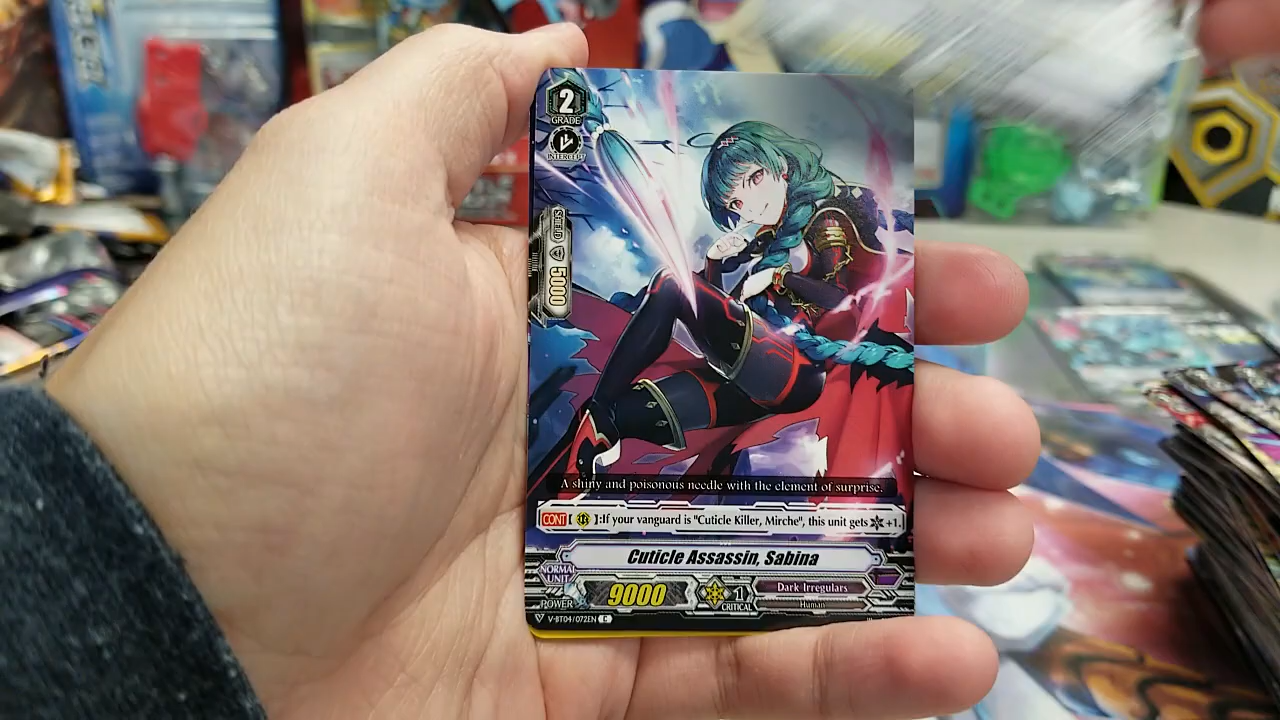 2
GRADE
INTERCEPT
SHIELD
5000
A shiny and poisonous needle with the element of surprise.
CONT [ ]:If your vanguard is "Cuticle Killer, Mirche", this unit gets +1.
Cuticle Assassin, Sabina
NORMAL
UNIT
POWER 9000 1 CRITICAL
Dark Irregulars
Human
V-BT04/072EN C